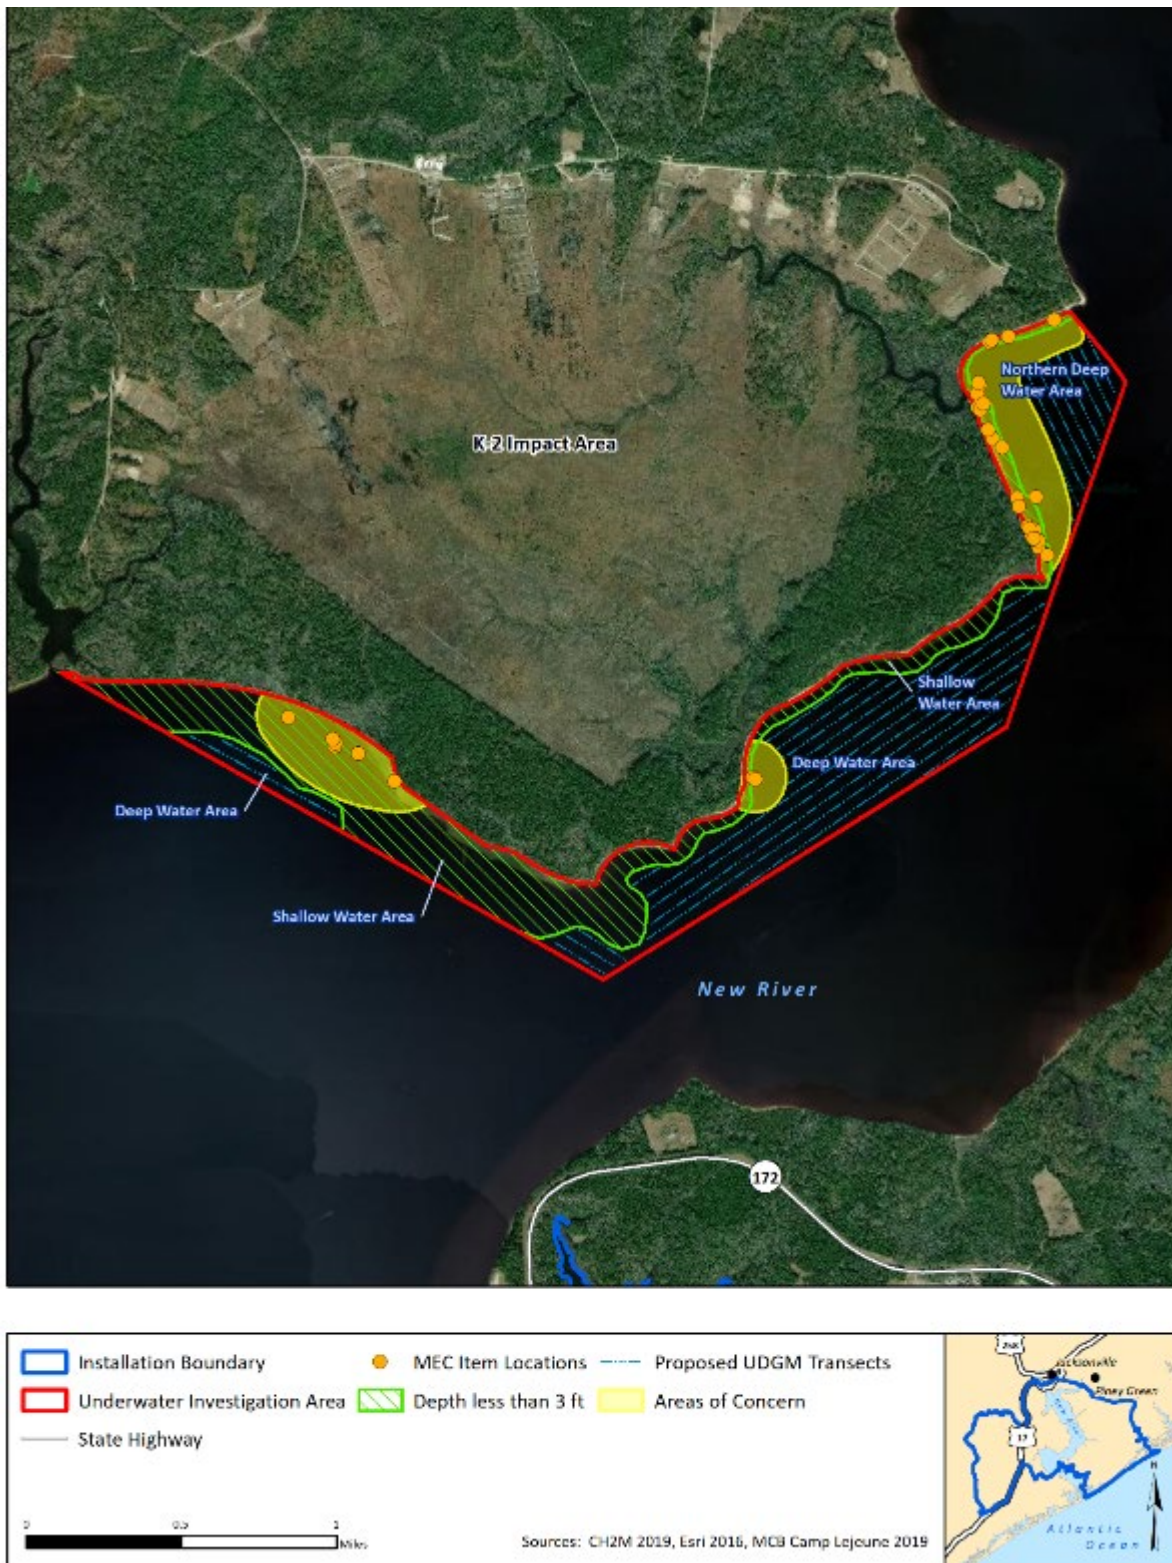 Northern Deep
Water Area
K-2 Impact Area
Shallow
Water Area
Deep Water Area
Deep Water Area
Shallow Water Area
New River
172
Installation Boundary
MEC Item Locations
Proposed UDGM Transects
Underwater Investigation Area
Depth less than 3 ft
Areas of Concern
State Highway
0 0.5 1
Miles
Sources: CH2M 2019, Esri 2016, MCB Camp Lejeune 2019
258
Jacksonville
Piney Green
17
N
Atlantic
Ocean